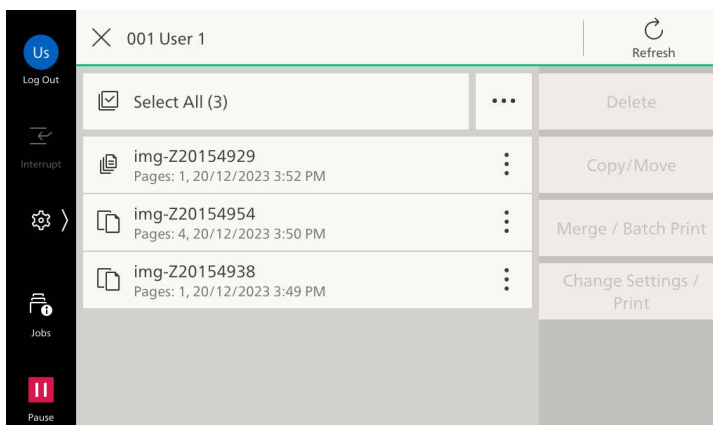 Us
Log Out
Interrupt
Jobs
Pause
001 User 1
Refresh
Select All (3)
img-Z20154929
Pages: 1, 20/12/2023 3:52 PM
img-Z20154954
Pages: 4, 20/12/2023 3:50 PM
img-Z20154938
Pages: 1, 20/12/2023 3:49 PM
Delete
Copy/Move
Merge / Batch Print
Change Settings /
Print